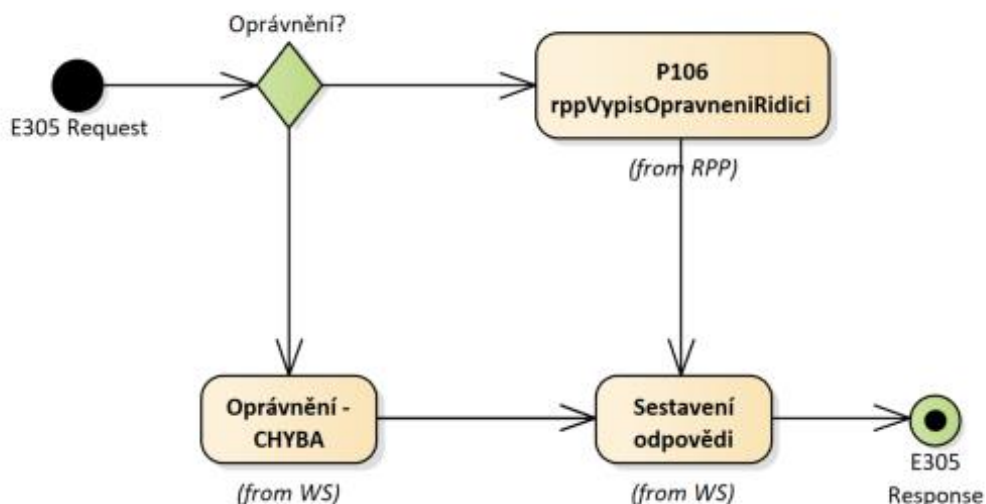 Oprávnění?
E305 Request
P106
rppVypisOpravneniRidici
(from RPP)
Oprávnění -
CHYBA
(from WS)
Sestavení
odpovědi
(from WS)
E305
Response